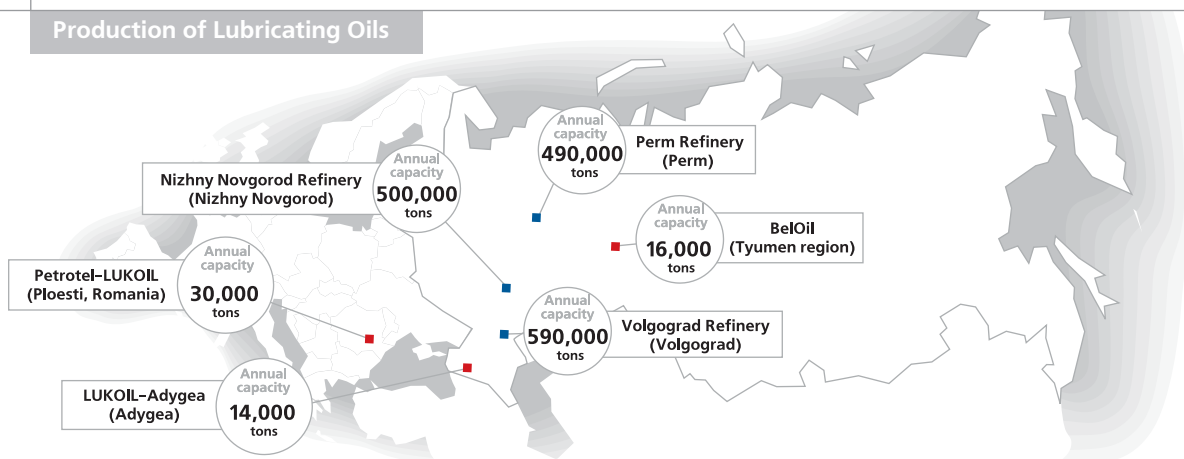 Production of Lubricating Oils
Annual
capacity
490,000
tons
Perm Refinery
(Perm)
Nizhny Novgorod Refinery
(Nizhny Novgorod)
Annual
capacity
500,000
tons
Annual
capacity
16,000
tons
BelOil
(Tyumen region)
Petrotel–LUKOIL
(Ploesti, Romania)
Annual
capacity
30,000
tons
Annual
capacity
590,000
tons
Volgograd Refinery
(Volgograd)
LUKOIL–Adygea
(Adygea)
Annual
capacity
14,000
tons